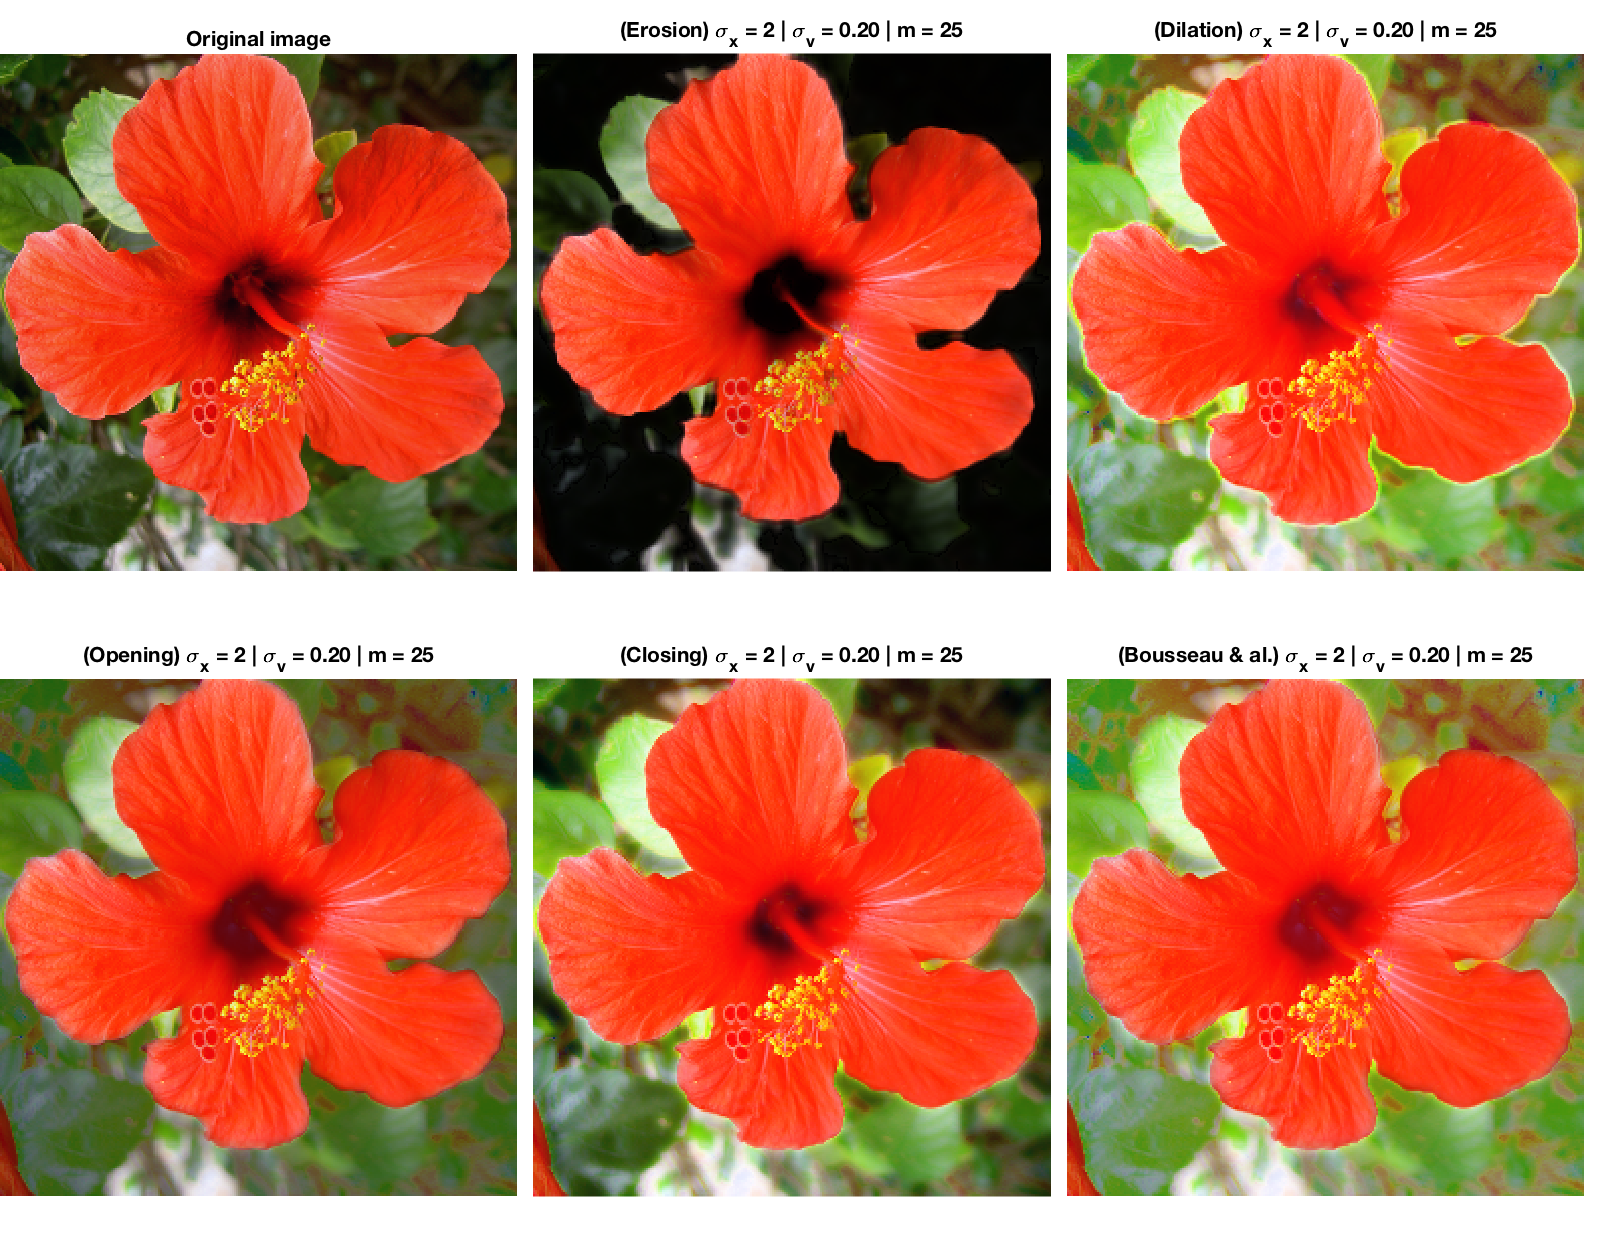 Original image
(Erosion) σx = 2 | σv = 0.20 | m = 25
(Dilation) σx = 2 | σv = 0.20 | m = 25
(Opening) σx = 2 | σv = 0.20 | m = 25
(Closing) σx = 2 | σv = 0.20 | m = 25
(Bousseau & al.) σx = 2 | σv = 0.20 | m = 25